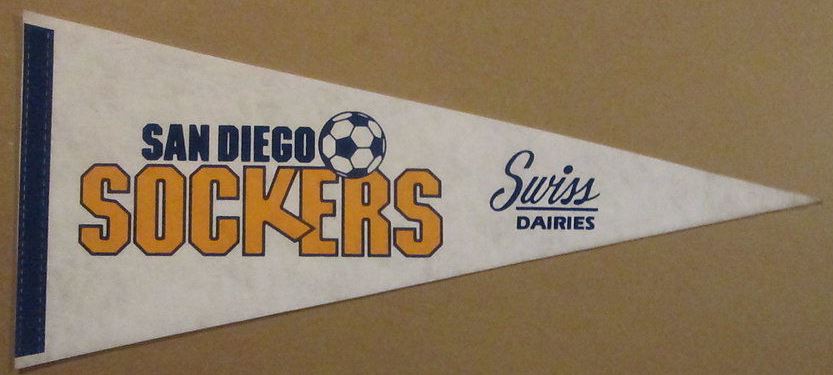 SAN DIEGO
SOCKERS
Swiss
DAIRIES